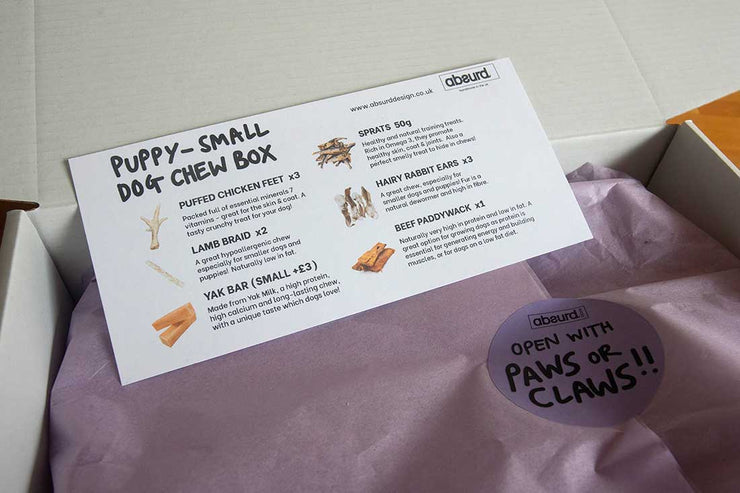 absurd.
www.absurddesign.co.uk
PUPPY-SMALL
DOG CHEW BOX
PUFFED CHICKEN FEET x3
Packed full of essential minerals 7
vitamins - great for the skin & coat. A
tasty crunchy treat for your dog!
LAMB BRAID x2
A great hypoallergenic chew
especially for smaller dogs and
puppies! Naturally low in fat.
YAK BAR (SMALL +£3)
Made from Yak Milk, a high protein,
high calcium and long-lasting chew,
with a unique taste which dogs love!
SPRATS 50g
Healthy and natural training treats.
Rich in Omega 3, they promote
healthy skin, coat & joints. Also a
perfect smelly treat to hide in chews!
HAIRY RABBIT EARS x3
A great chew, especially for
smaller dogs and puppies! Fur is a
natural dewormer and high in fibre.
BEEF PADDYWACK x1
Naturally very high in protein and low in fat. A
great option for growing dogs as protein is
essential for generating energy and building
muscles, or for dogs on a low fat diet.
absurd.
OPEN WITH
PAWS OR
CLAWS!!